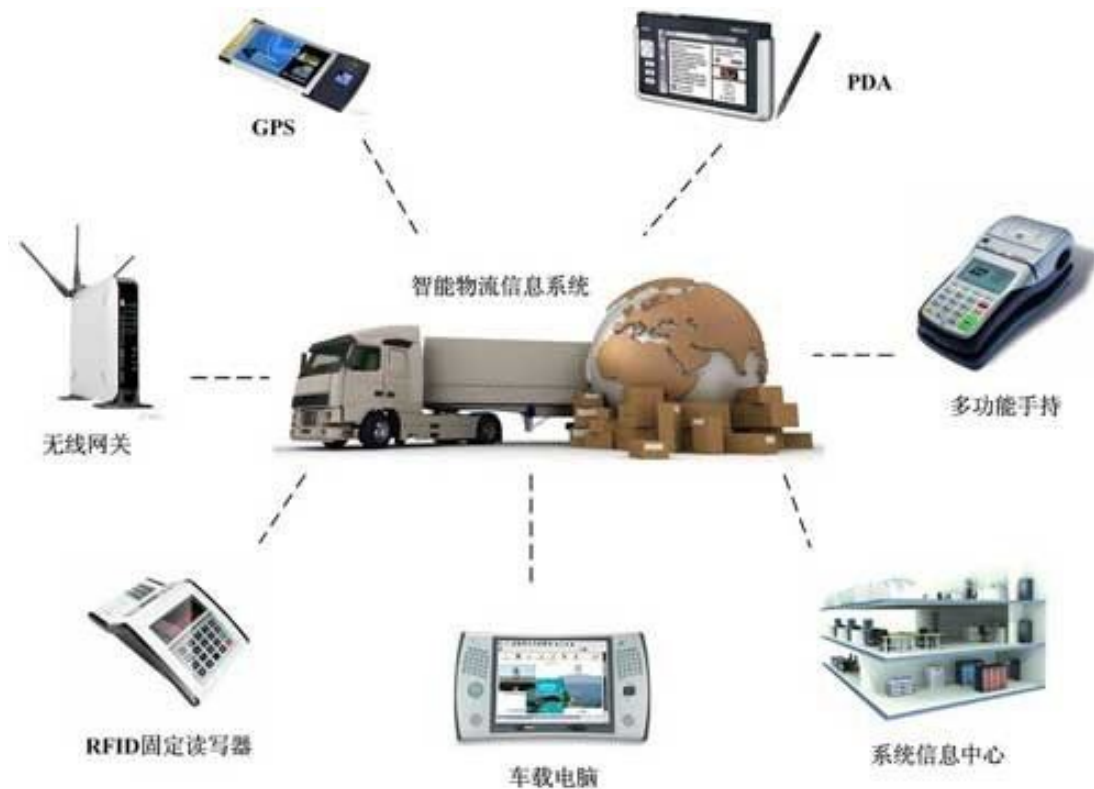 GPS
PDA
智能物流信息系统
多功能手持
无线网关
RFID固定读写器
车载电脑
系统信息中心